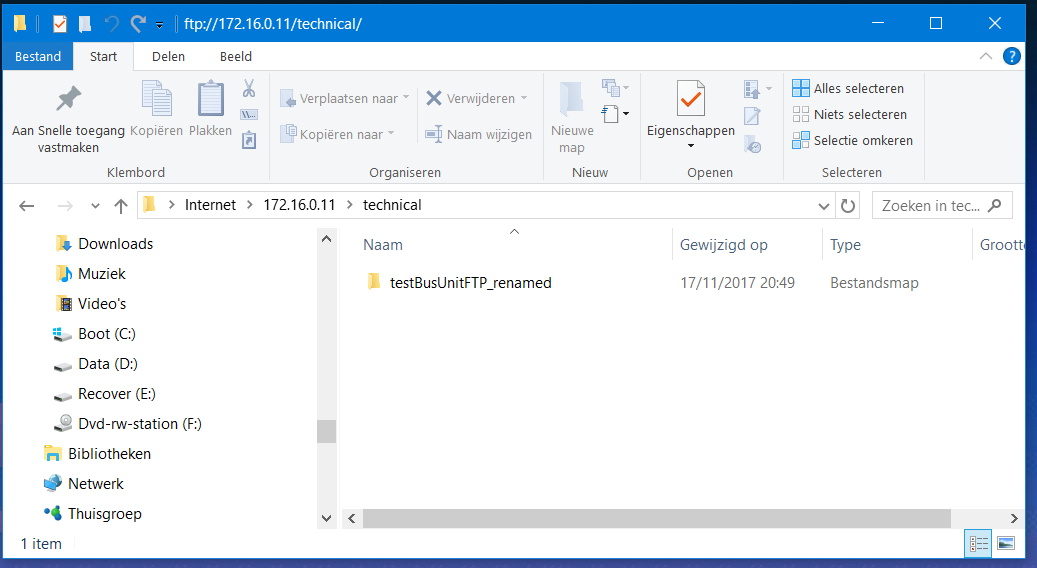 ftp://172.16.0.11/technical/
Bestand Start Delen Beeld ?
Aan Snelle toegang
vastmaken
Kopiëren
Plakken
W...
Klembord
Verplaatsen naar
Kopiëren naar
Verwijderen
Naam wijzigen
Organiseren
Nieuwe
map
Nieuw
Eigenschappen
Openen
Alles selecteren
Niets selecteren
Selectie omkeren
Selecteren
Internet > 172.16.0.11 > technical
Zoeken in tec...
Downloads
Muziek
Video's
Boot (C:)
Data (D:)
Recover (E:)
Dvd-rw-station (F:)
Bibliotheken
Netwerk
Thuisgroep
Naam Gewijzigd op Type Grootte
testBusUnitFTP_renamed 17/11/2017 20:49 Bestandsmap
1 item